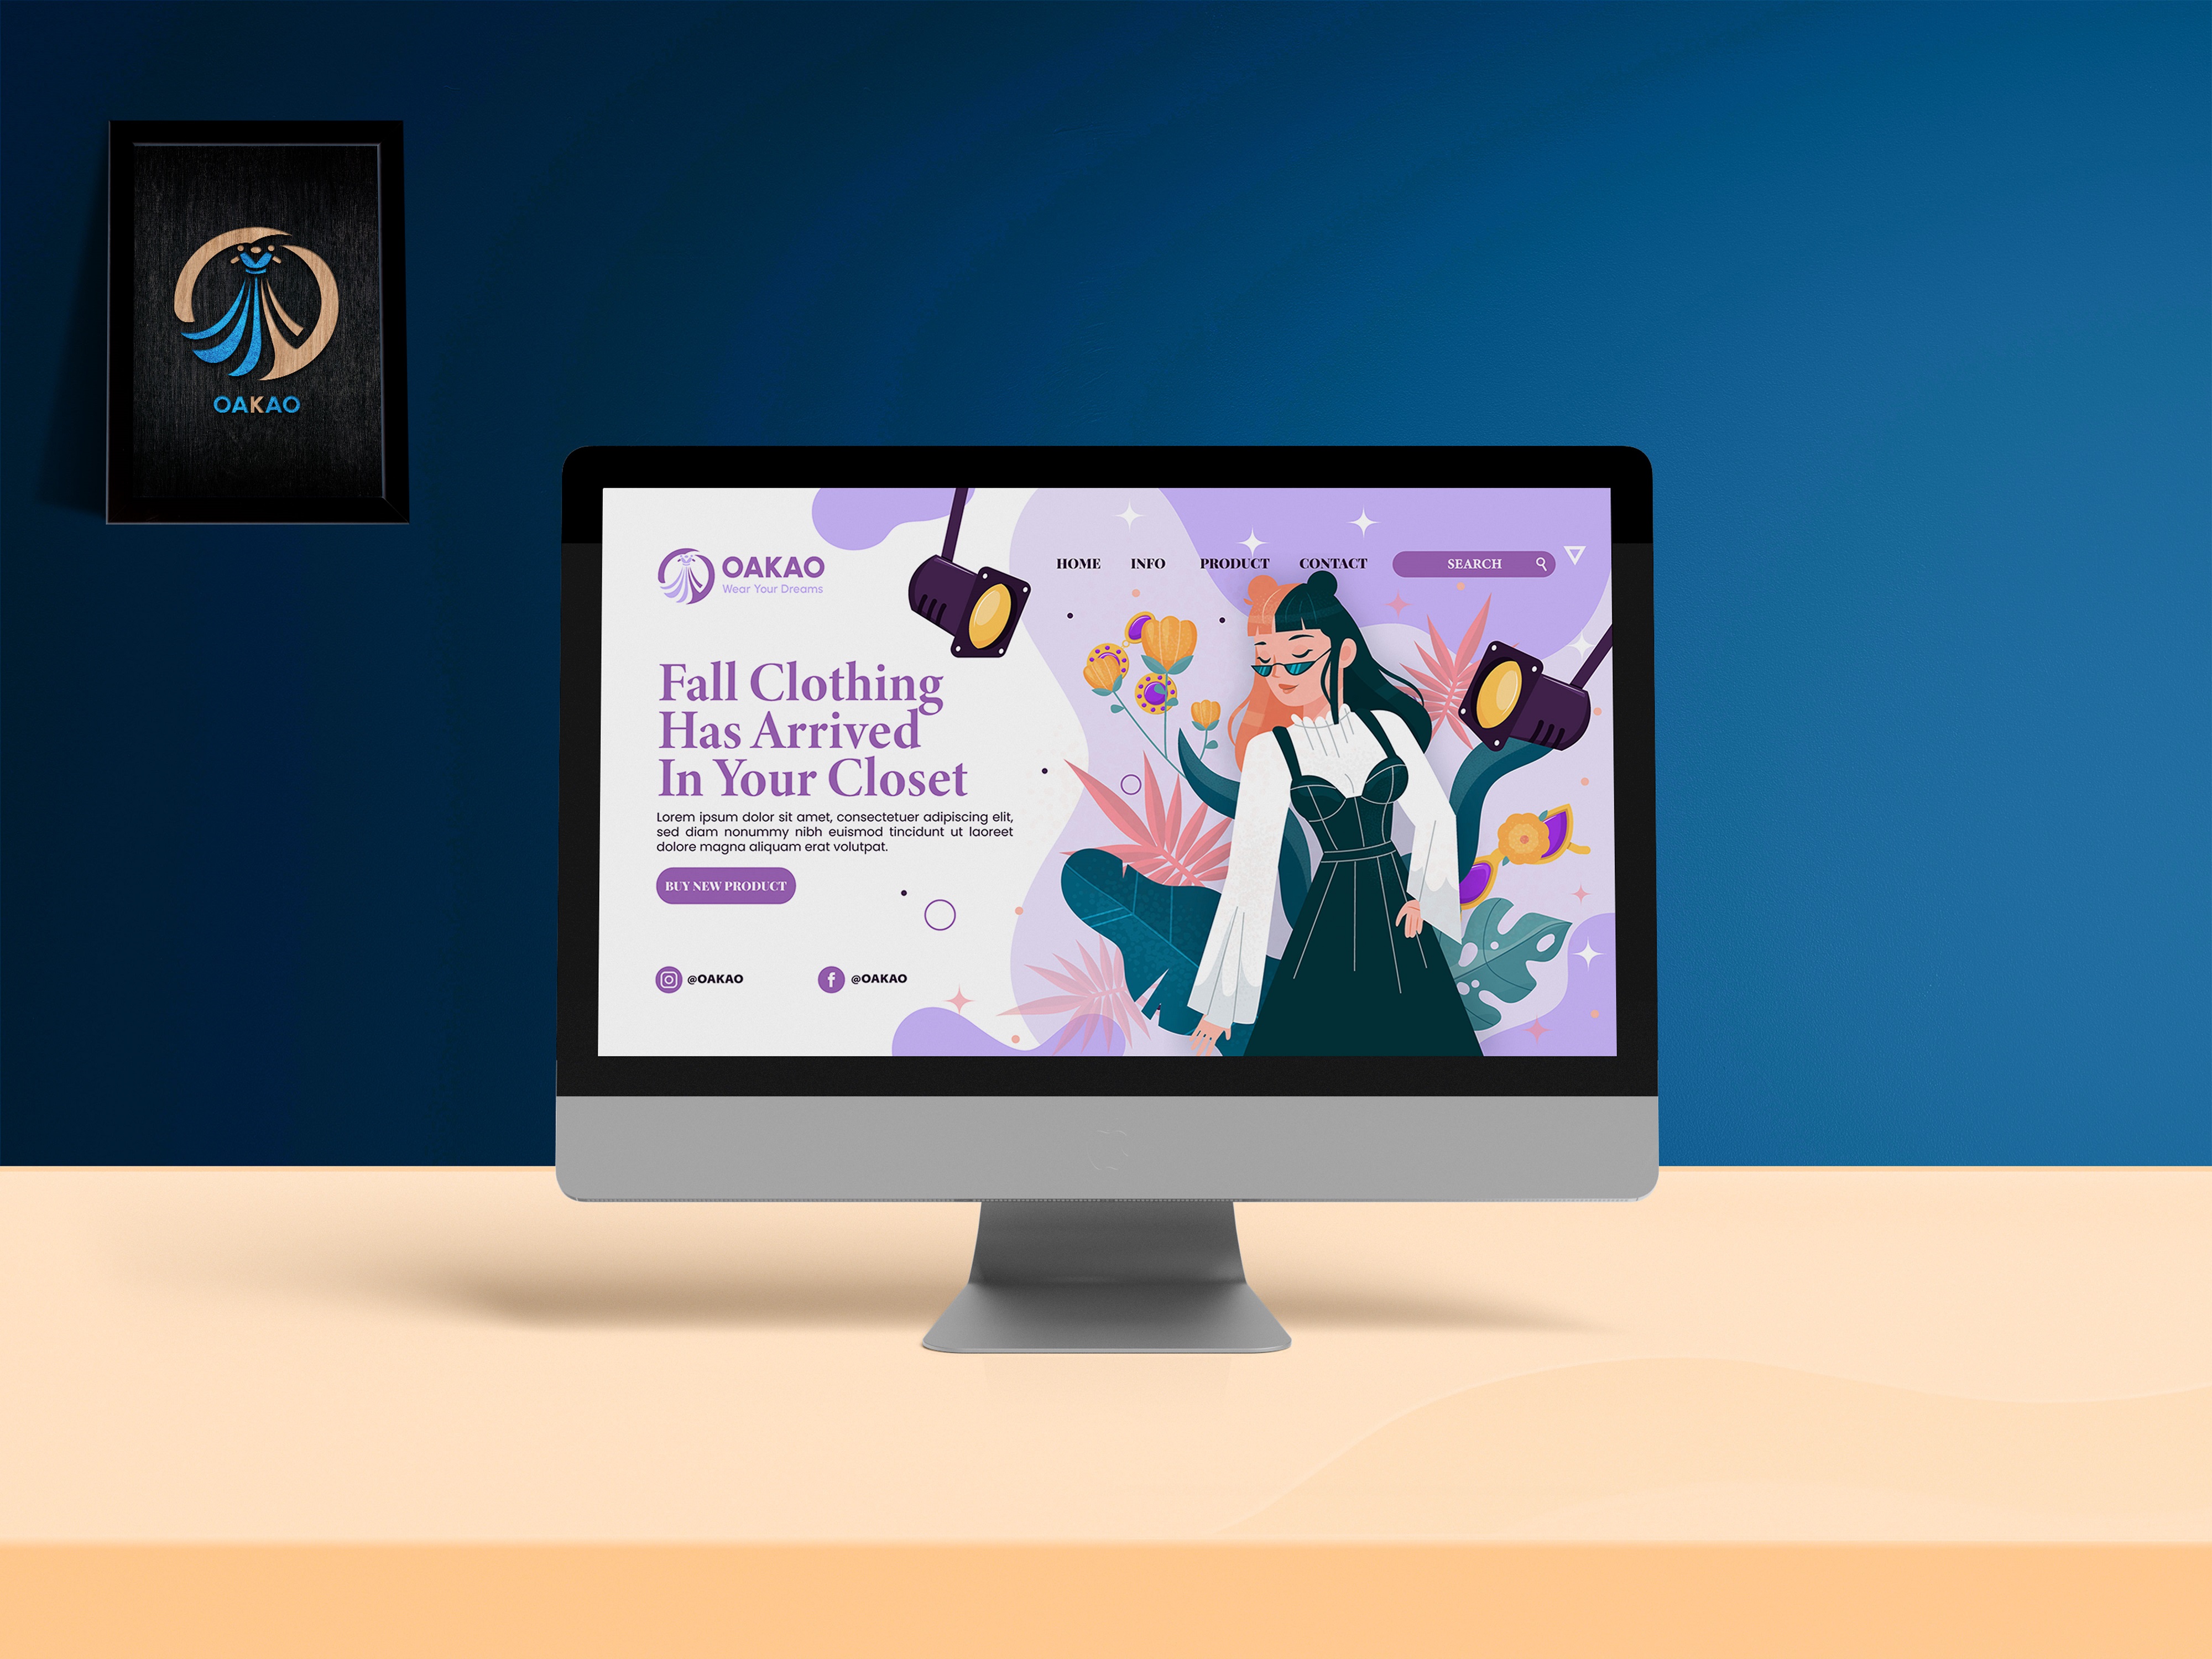 OAKAO
OAKAO
Wear Your Dreams
HOME INFO PRODUCT CONTACT SEARCH
Fall Clothing
Has Arrived
In Your Closet
Lorem ipsum dolor sit amet, consectetuer adipiscing elit,
sed diam nonummy nibh euismod tincidunt ut laoreet
dolore magna aliquam erat volutpat.
BUY NEW PRODUCT
@OAKAO @OAKAO